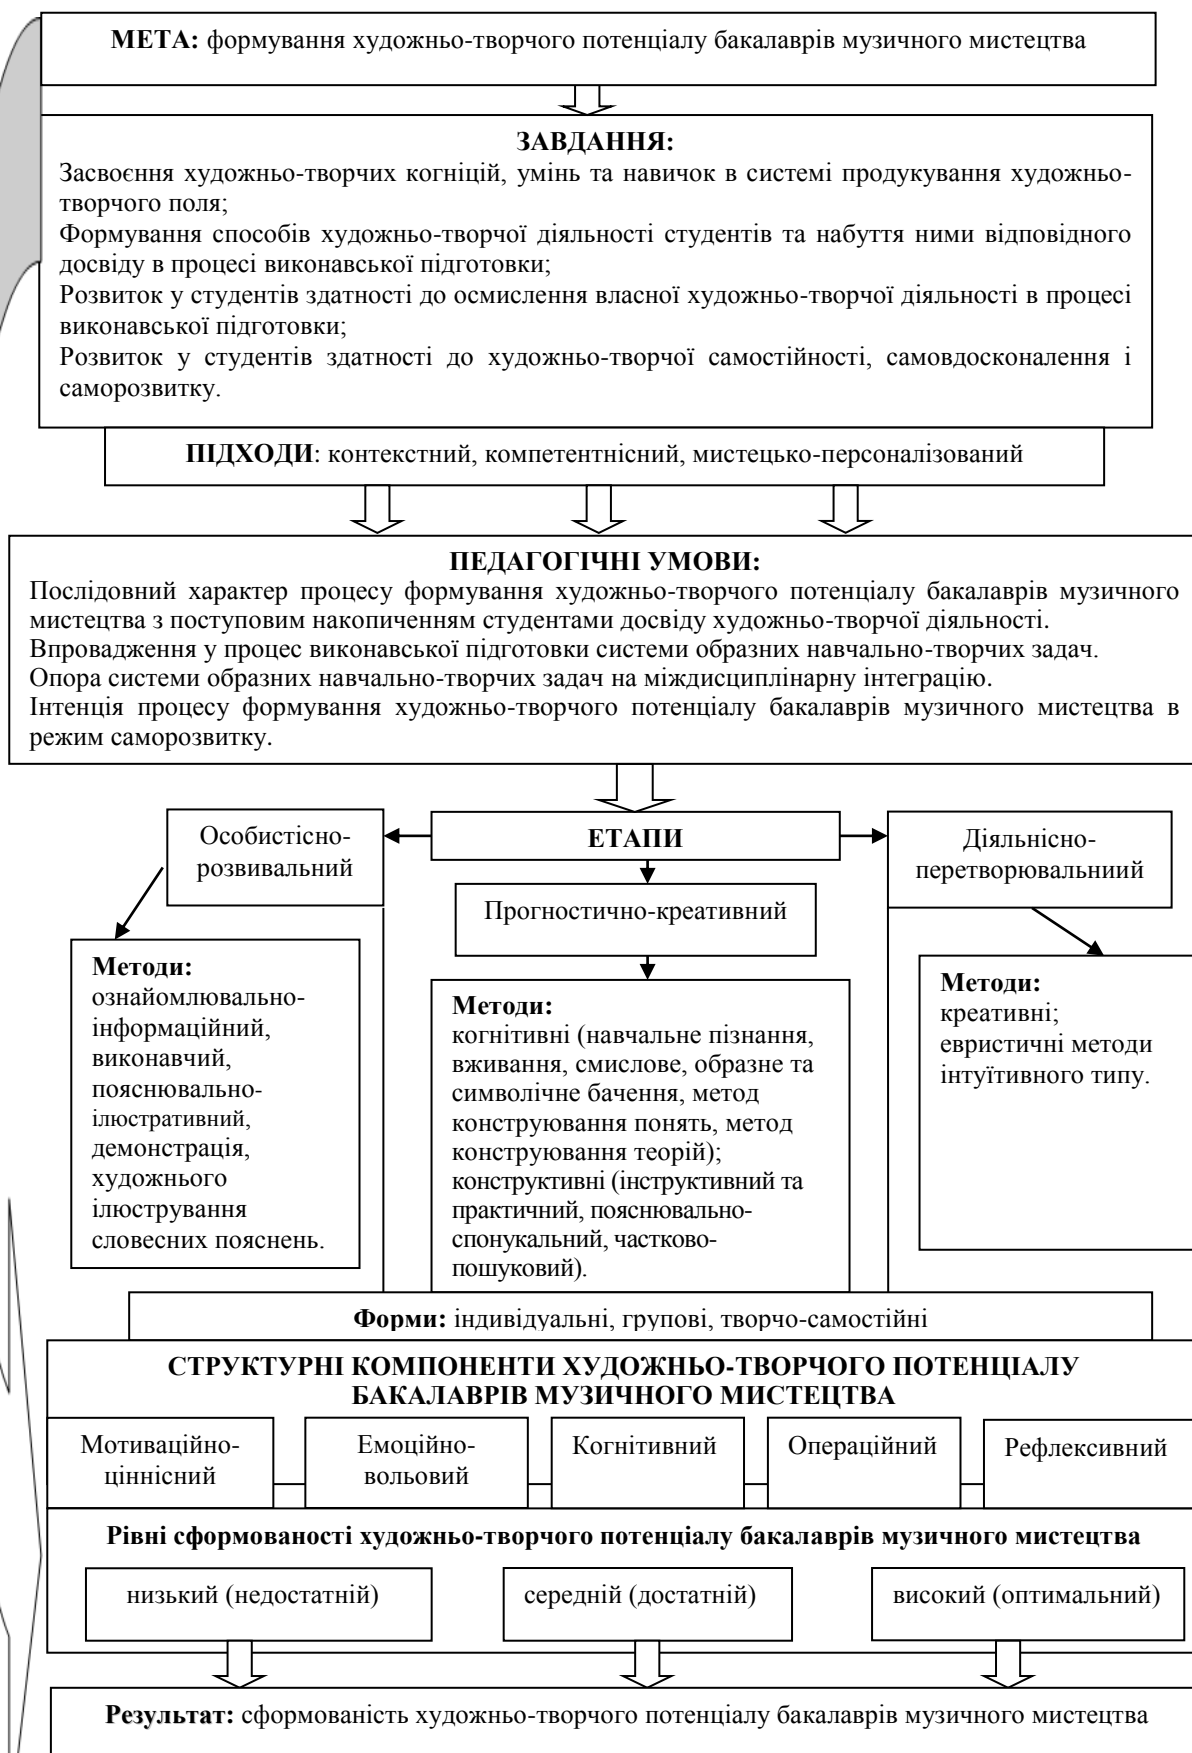 МЕТА: формування художньо-творчого потенціалу бакалаврів музичного мистецтва
ЗАВДАННЯ:
Засвоєння художньо-творчих когніцій, умінь та навичок в системі продукування художньо-
творчого поля;
Формування способів художньо-творчої діяльності студентів та набуття ними відповідного
досвіду в процесі виконавської підготовки;
Розвиток у студентів здатності до осмислення власної художньо-творчої діяльності в процесі
виконавської підготовки;
Розвиток у студентів здатності до художньо-творчої самостійності, самовдосконалення і
саморозвитку.
ПІДХОДИ: контекстний, компетентнісний, мистецько-персоналізований
ПЕДАГОГІЧНІ УМОВИ:
Послідовний характер процесу формування художньо-творчого потенціалу бакалаврів музичного
мистецтва з поступовим накопиченням студентами досвіду художньо-творчої діяльності.
Впровадження у процес виконавської підготовки системи образних навчально-творчих задач.
Опора системи образних навчально-творчих задач на міждисциплінарну інтеграцію.
Інтенція процесу формування художньо-творчого потенціалу бакалаврів музичного мистецтва в
режим саморозвитку.
Особистісно-
розвивальний
ЕТАПИ
Діяльнісно-
перетворювальниий
Прогностично-креативний
Методи:
ознайомлювально-
інформаційний,
виконавчий,
пояснювально-
ілюстративний,
демонстрація,
художнього
ілюстрування
словесних пояснень.
Методи:
когнітивні (навчальне пізнання,
вживання, смислове, образне та
символічне бачення, метод
конструювання понять, метод
конструювання теорій);
конструктивні (інструктивний та
практичний, пояснювально-
спонукальний, частково-
пошуковий).
Методи:
креативні;
евристичні методи
інтуїтивного типу.
Форми: індивідуальні, групові, творчо-самостійні
СТРУКТУРНІ КОМПОНЕНТИ ХУДОЖНЬО-ТВОРЧОГО ПОТЕНЦІАЛУ
БАКАЛАВРІВ МУЗИЧНОГО МИСТЕЦТВА
Мотиваційно-
ціннісний
Емоційно-
вольовий
Когнітивний
Операційний
Рефлексивний
Рівні сформованості художньо-творчого потенціалу бакалаврів музичного мистецтва
низький (недостатній)
середній (достатній)
високий (оптимальний)
Результат: сформованість художньо-творчого потенціалу бакалаврів музичного мистецтва